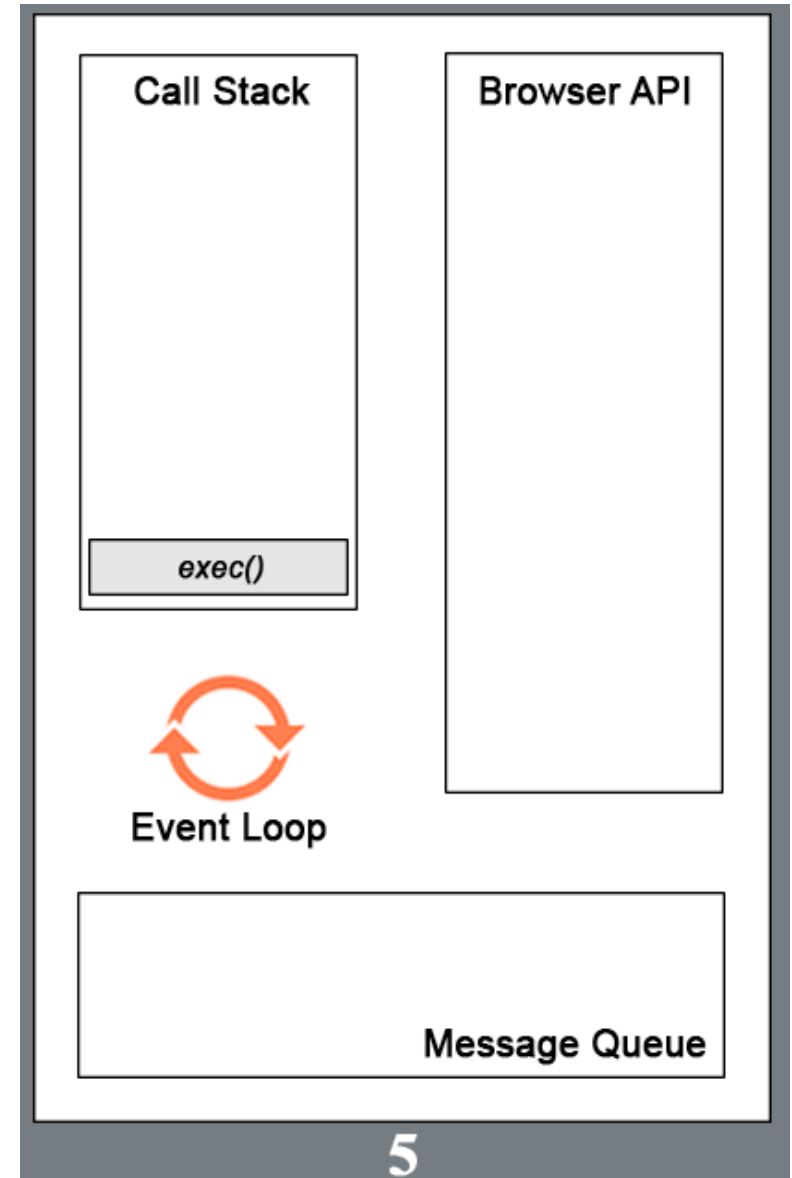 Call Stack
Browser API
exec()
Event Loop
Message Queue
5